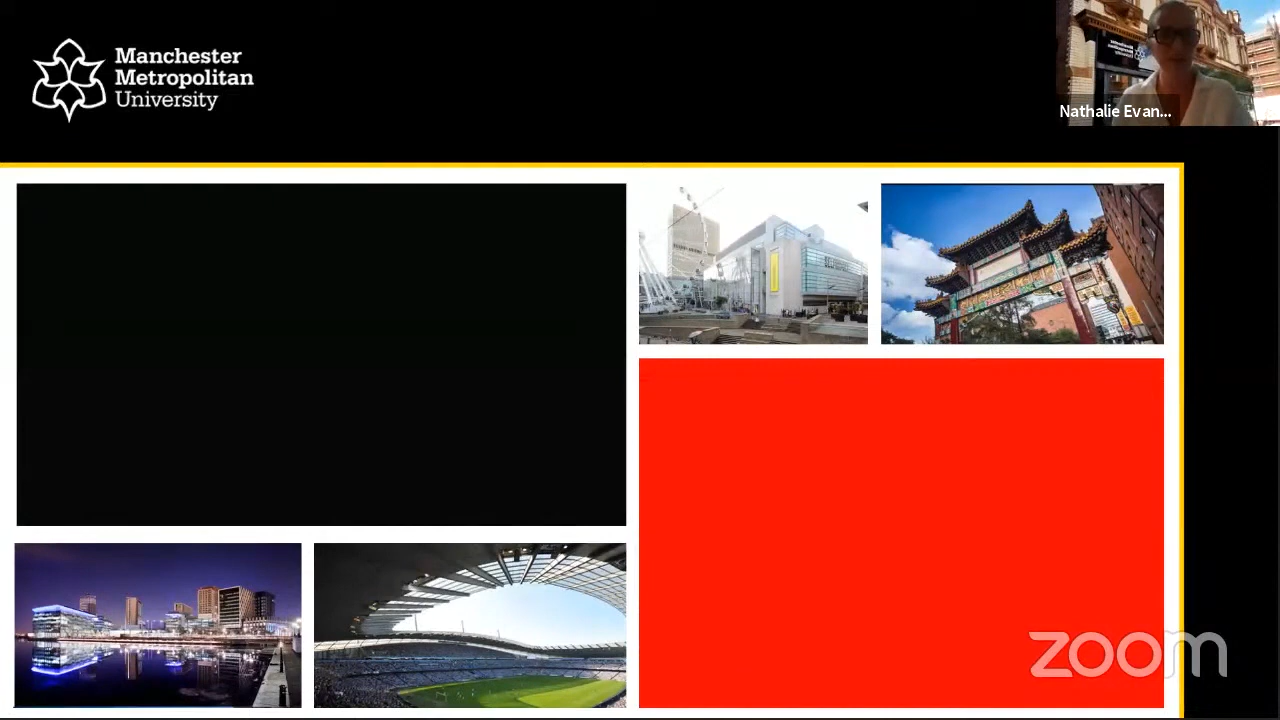 Manchester
Metropolitan
University
Nathalie Evan...
zoom